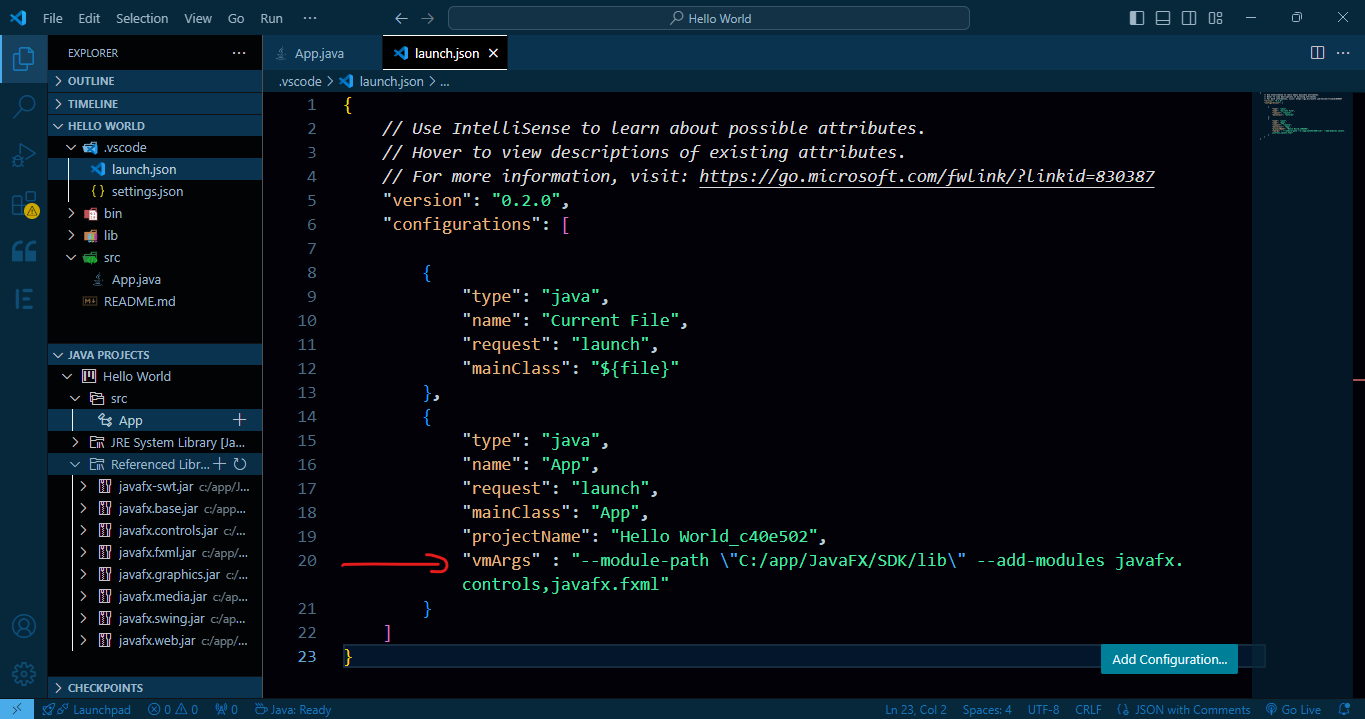 File Edit Selection View Go Run ···
Hello World
EXPLORER ···
OUTLINE
TIMELINE
HELLO WORLD
.vscode
launch.json
settings.json
bin
lib
src
App.java
README.md
JAVA PROJECTS
Hello World
src
App
JRE System Library [Ja...
Referenced Libr...
javafx-swt.jar c:/app/J...
javafx.base.jar c:/app...
javafx.controls.jar c:/...
javafx.fxml.jar c:/app/...
javafx.graphics.jar c:/...
javafx.media.jar c:/ap...
javafx.swing.jar c:/ap...
javafx.web.jar c:/app/...
CHECKPOINTS
App.java launch.json
.vscode > launch.json > ...
1 {
2 // Use IntelliSense to learn about possible attributes.
3 // Hover to view descriptions of existing attributes.
4 // For more information, visit: https://go.microsoft.com/fwlink/?linkid=830387
5 "version": "0.2.0",
6 "configurations": [
7
8 {
9 "type": "java",
10 "name": "Current File",
11 "request": "launch",
12 "mainClass": "${file}"
13 },
14 {
15 "type": "java",
16 "name": "App",
17 "request": "launch",
18 "mainClass": "App",
19 "projectName": "Hello World_c40e502",
20 "vmArgs" : "--module-path \"C:/app/JavaFX/SDK/lib\" --add-modules javafx.
controls,javafx.fxml"
21 }
22 ]
23 }
Add Configuration...
Launchpad 0 0 0 Java: Ready Ln 23, Col 2 Spaces: 4 UTF-8 CRLF JSON with Comments Go Live